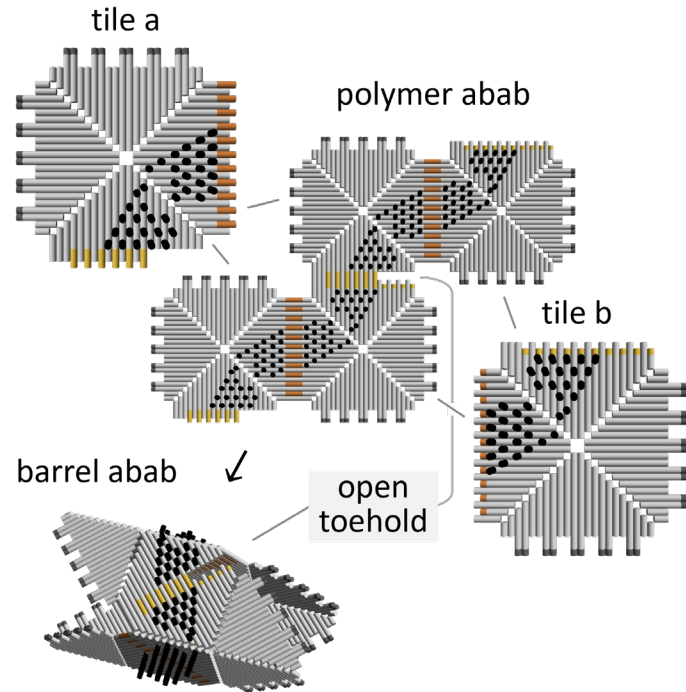 tile a
polymer abab
tile b
barrel abab
open
toehold